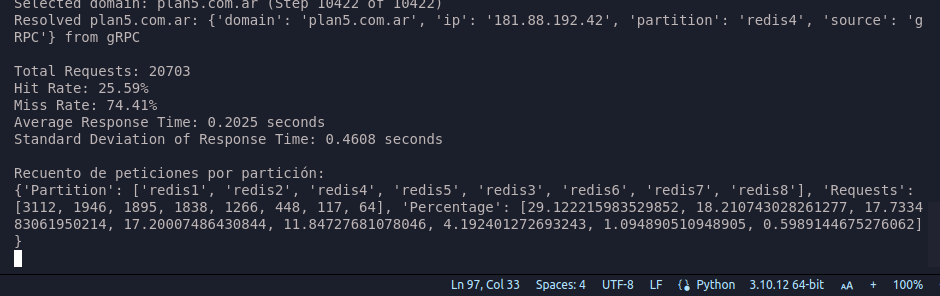 Selected domain: plan5.com.ar (Step 10422 of 10422)
Resolved plan5.com.ar: {'domain': 'plan5.com.ar', 'ip': '181.88.192.42', 'partition': 'redis4', 'source': 'g
RPC'} from gRPC
Total Requests: 20703
Hit Rate: 25.59%
Miss Rate: 74.41%
Average Response Time: 0.2025 seconds
Standard Deviation of Response Time: 0.4608 seconds
Recuento de peticiones por partición:
{'Partition': ['redis1', 'redis2', 'redis4', 'redis5', 'redis3', 'redis6', 'redis7', 'redis8'], 'Requests':
[3112, 1946, 1895, 1838, 1266, 448, 117, 64], 'Percentage': [29.122215983529852, 18.210743028261277, 17.7334
83061950214, 17.20007486430844, 11.84727681078046, 4.192401272693243, 1.094890510948905, 0.5989144675276062]
}
Ln 97, Col 33 Spaces: 4 UTF-8 LF Python 3.10.12 64-bit AA + 100%